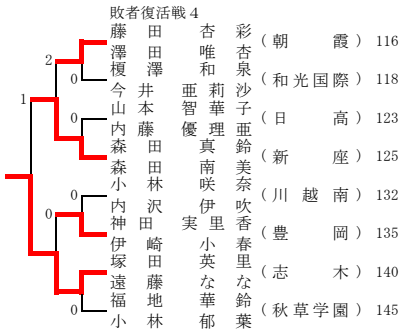 敗者復活戦４
藤田 杏彩
澤田 唯杏
(朝霞) 116
2
榎澤 和泉
今井 亜莉沙
(和光国際) 118
0
1
山本 智華子
内藤 優理亜
(日高) 123
0
森田 真鈴
森田 南美
(新座) 125
小林 咲奈
内沢 伊吹
(川越南) 132
0
0
神田 実里香
伊崎 小春
(豊岡) 135
塚田 英里
遠藤 なな
(志木) 140
福地 華鈴
小林 郁葉
(秋草学園) 145
0